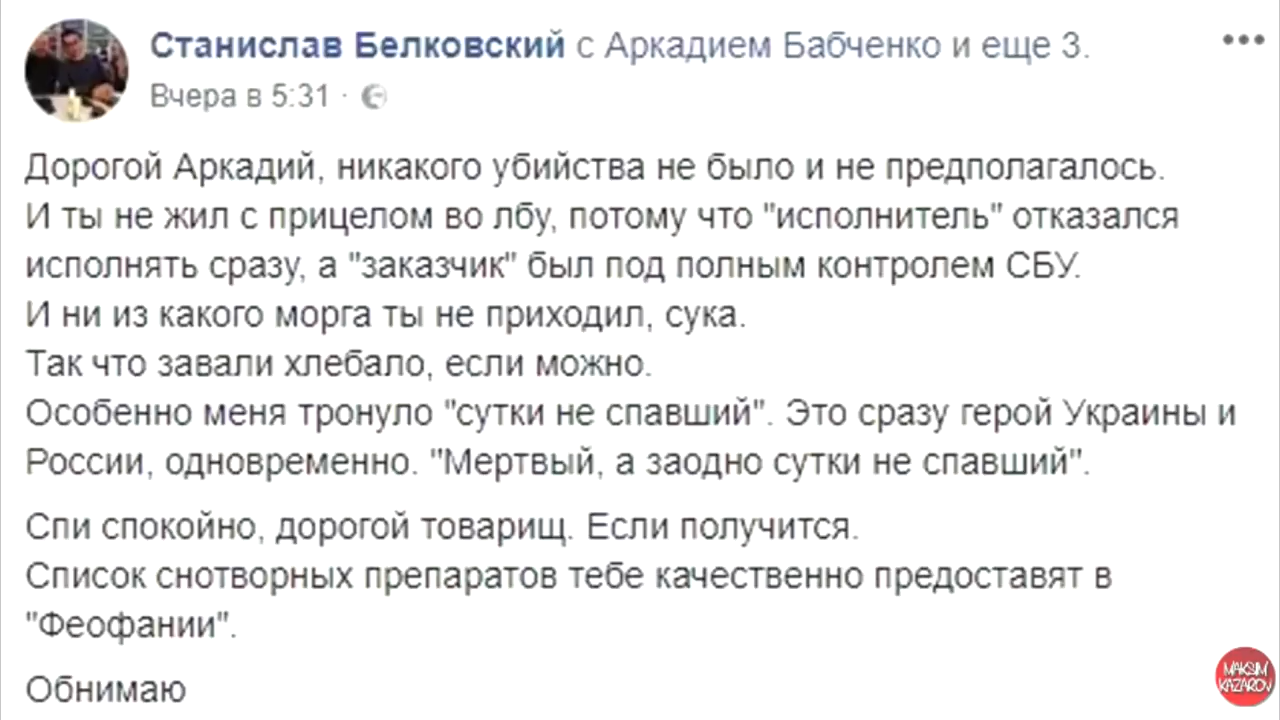 Станислав Белковский с Аркадием Бабченко и еще 3.
Вчера в 5:31 ·
Дорогой Аркадий, никакого убийства не было и не предполагалось.
И ты не жил с прицелом во лбу, потому что "исполнитель" отказался
исполнять сразу, а "заказчик" был под полным контролем СБУ.
И ни из какого морга ты не приходил, сука.
Так что завали хлебало, если можно.
Особенно меня тронуло "сутки не спавший". Это сразу герой Украины и
России, одновременно. "Мертвый, а заодно сутки не спавший".
Спи спокойно, дорогой товарищ. Если получится.
Список снотворных препаратов тебе качественно предоставят в
"Феофании".
Обнимаю
MAKSIM
KAZAROV